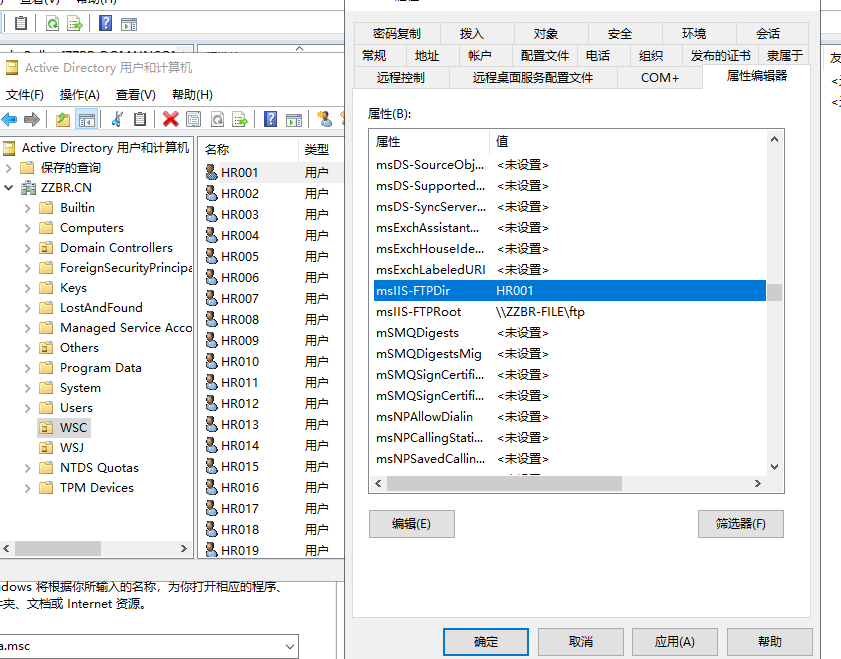 Active Directory 用户和计算机
文件(F) 操作(A) 查看(V) 帮助(H)
Active Directory 用户和计算机
保存的查询
ZZBR.CN
Builtin
Computers
Domain Controllers
ForeignSecurityPrincipa
Keys
LostAndFound
Managed Service Acco
Others
Program Data
System
Users
WSC
WSJ
NTDS Quotas
TPM Devices
名称 类型
HR001 用户
HR002 用户
HR003 用户
HR004 用户
HR005 用户
HR006 用户
HR007 用户
HR008 用户
HR009 用户
HR010 用户
HR011 用户
HR012 用户
HR013 用户
HR014 用户
HR015 用户
HR016 用户
HR017 用户
HR018 用户
HR019 用户
dows 将根据你所输入的名称，为你打开相应的程序、
夹、文档或 Internet 资源。
a.msc
密码复制 拨入 对象 安全 环境 会话
常规 地址 帐户 配置文件 电话 组织 发布的证书 隶属于
远程控制 远程桌面服务配置文件 COM+ 属性编辑器
属性(B):
属性 值
msDS-SourceObj... <未设置>
msDS-Supported... <未设置>
msDS-SyncServer... <未设置>
msExchAssistant... <未设置>
msExchHouseIde... <未设置>
msExchLabeledURI <未设置>
msIIS-FTPDir HR001
msIIS-FTPRoot \\ZZBR-FILE\ftp
mSMQDigests <未设置>
mSMQDigestsMig <未设置>
mSMQSignCertifi... <未设置>
mSMQSignCertifi... <未设置>
msNPAllowDialin <未设置>
msNPCallingStati... <未设置>
msNPSavedCallin... <未设置>
编辑(E) 筛选器(F)
确定 取消 应用(A) 帮助